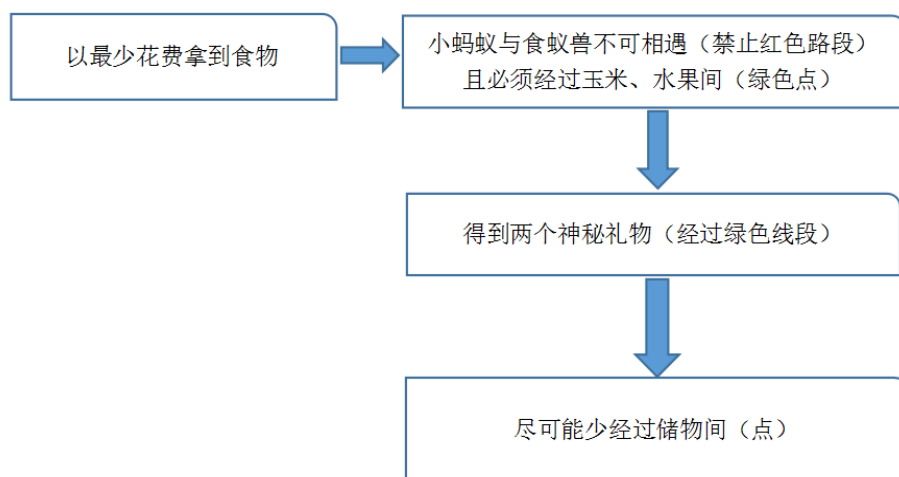 以最少花费拿到食物
小蚂蚁与食蚁兽不可相遇（禁止红色路段）
且必须经过玉米、水果间（绿色点）
得到两个神秘礼物（经过绿色线段）
尽可能少经过储物间（点）